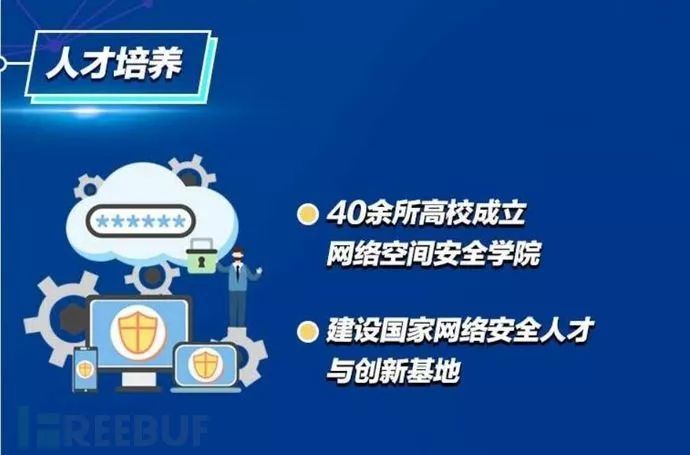 人才培养
******
40余所高校成立
网络空间安全学院
建设国家网络安全人才
与创新基地
FREEBUF